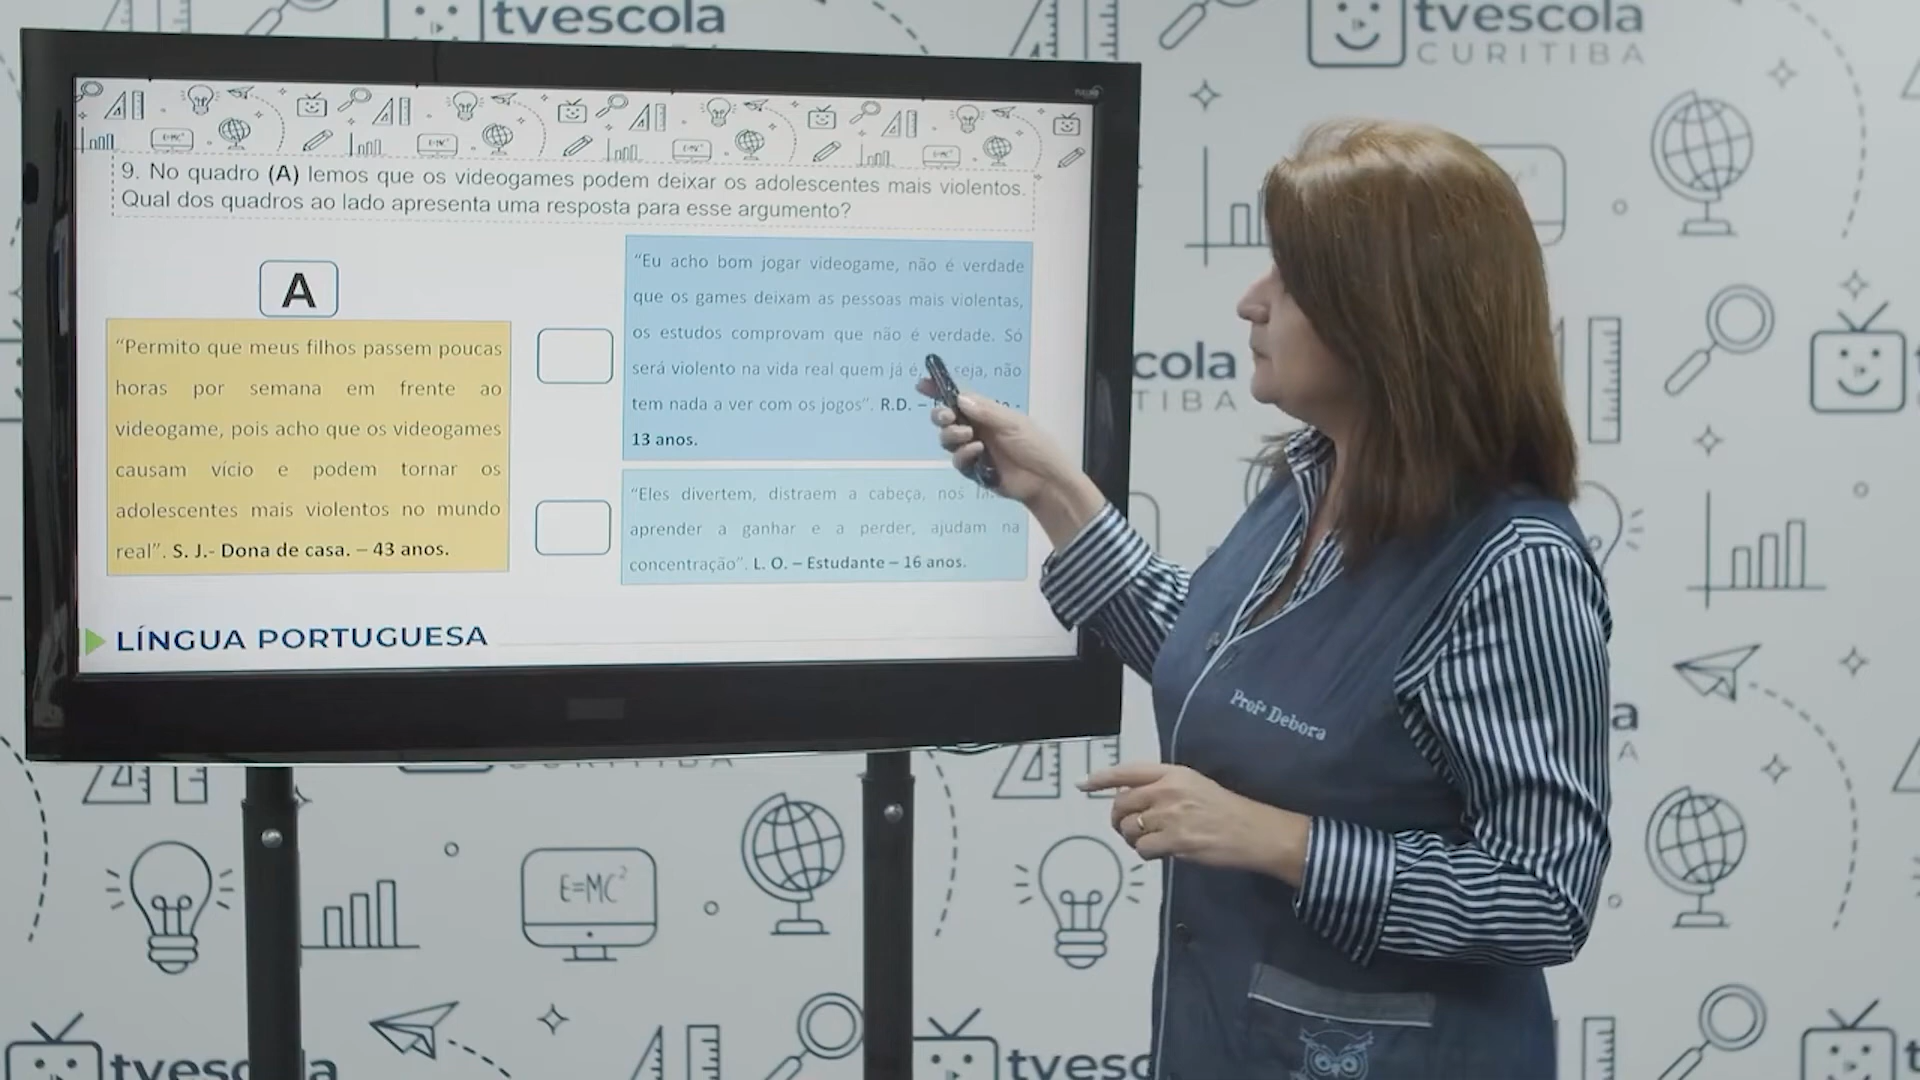 tvescola
tvescola
CURITIBA
9. No quadro (A) lemos que os videogames podem deixar os adolescentes mais violentos.
Qual dos quadros ao lado apresenta uma resposta para esse argumento?
A
“Permito que meus filhos passem poucas
horas por semana em frente ao
videogame, pois acho que os videogames
causam vício e podem tornar os
adolescentes mais violentos no mundo
real”. S. J.- Dona de casa. – 43 anos.
“Eu acho bom jogar videogame, não é verdade
que os games deixam as pessoas mais violentas,
os estudos comprovam que não é verdade. Só
será violento na vida real quem já é, seja, não
tem nada a ver com os jogos”. R.D. –
13 anos.
“Eles divertem, distraem a cabeça, nos
aprender a ganhar e a perder, ajudam na
concentração”. L. O. – Estudante – 16 anos.
LÍNGUA PORTUGUESA
cola
TIBA
Profª Debora
a
A
CURITIBA
E=MC²
tvesc a
tvesc